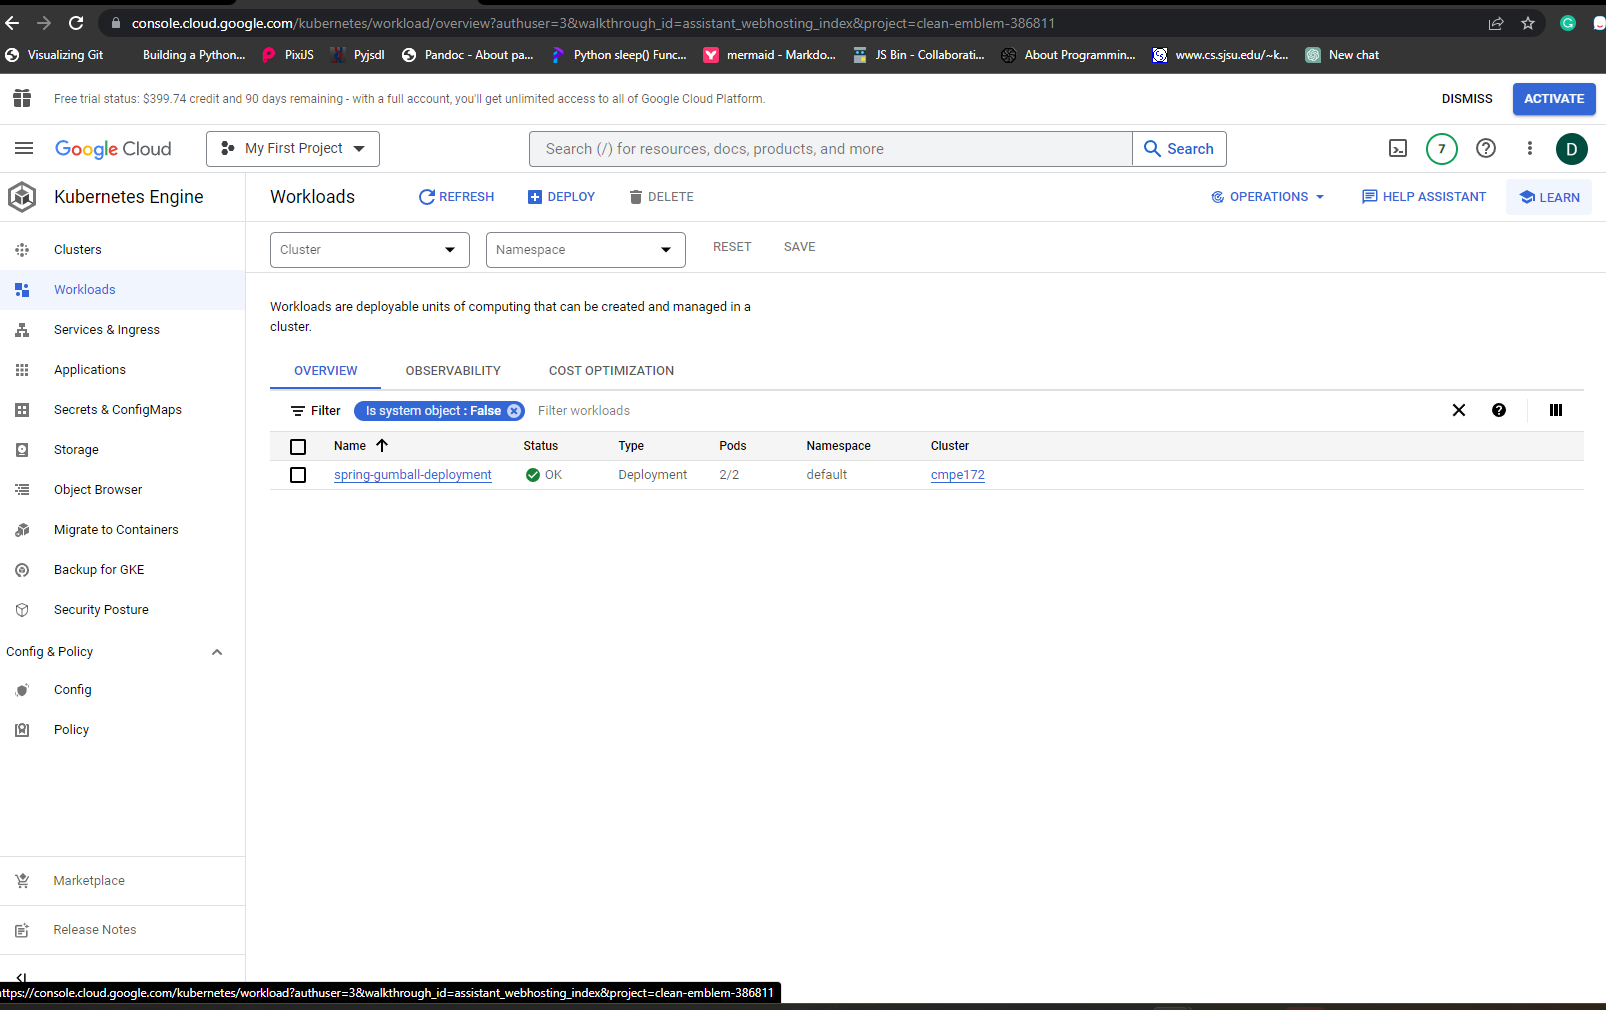 console.cloud.google.com/kubernetes/workload/overview?authuser=3&walkthrough_id=assistant_webhosting_index&project=clean-emblem-386811
Visualizing Git Building a Python... PixiJS Pyjsdl Pandoc - About pa... Python sleep() Func... mermaid - Markdo... JS Bin - Collaborati... About Programmin... www.cs.sjsu.edu/~k... New chat
Free trial status: $399.74 credit and 90 days remaining - with a full account, you'll get unlimited access to all of Google Cloud Platform. DISMISS ACTIVATE
Google Cloud My First Project Search (/) for resources, docs, products, and more Search 7 D
Kubernetes Engine Workloads REFRESH DEPLOY DELETE OPERATIONS HELP ASSISTANT LEARN
Clusters
Workloads
Services & Ingress
Applications
Secrets & ConfigMaps
Storage
Object Browser
Migrate to Containers
Backup for GKE
Security Posture
Config & Policy
Config
Policy
Marketplace
Release Notes
Cluster Namespace RESET SAVE
Workloads are deployable units of computing that can be created and managed in a
cluster.
OVERVIEW OBSERVABILITY COST OPTIMIZATION
Filter Is system object : False Filter workloads
Name Status Type Pods Namespace Cluster
spring-gumball-deployment OK Deployment 2/2 default cmpe172
ttps://console.cloud.google.com/kubernetes/workload?authuser=3&walkthrough_id=assistant_webhosting_index&project=clean-emblem-386811